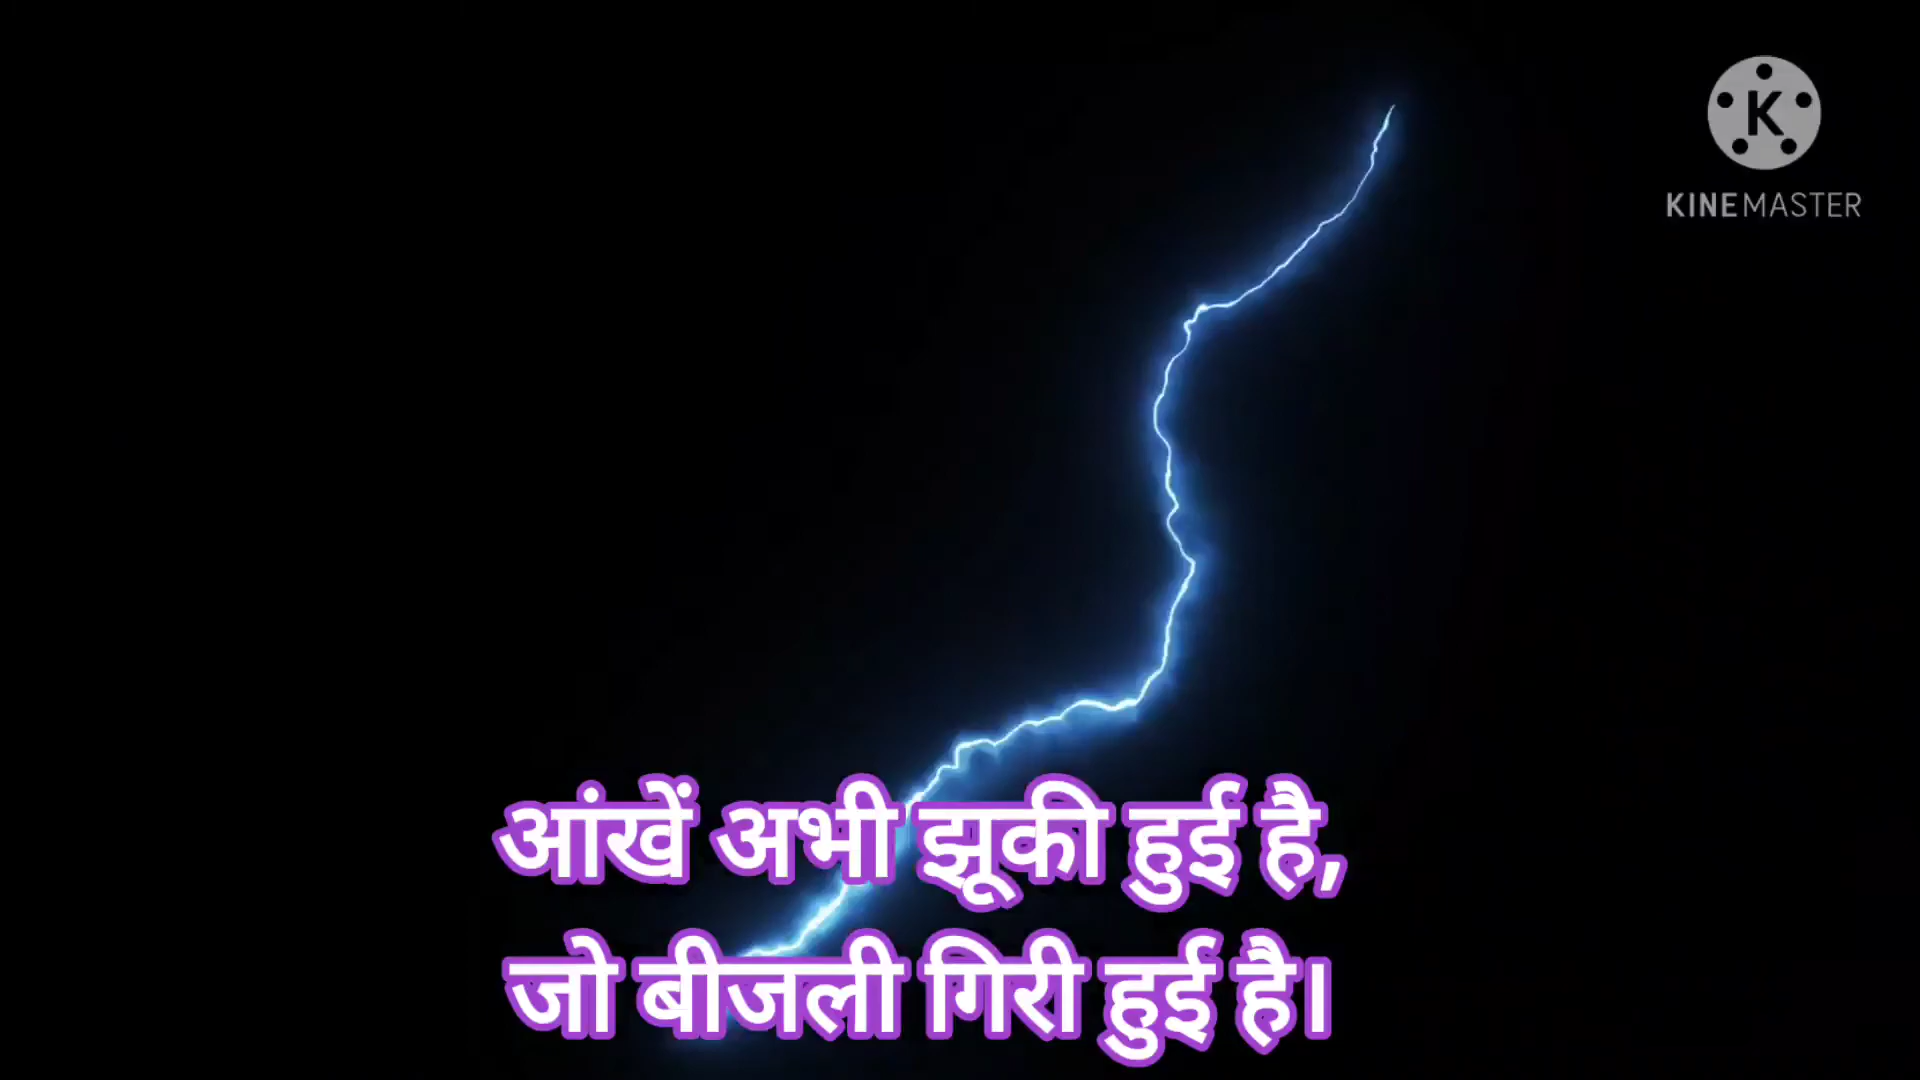 K
KINEMASTER
आंखें अभी झूकी हुई है,
जो बीजली गिरी हुई है।